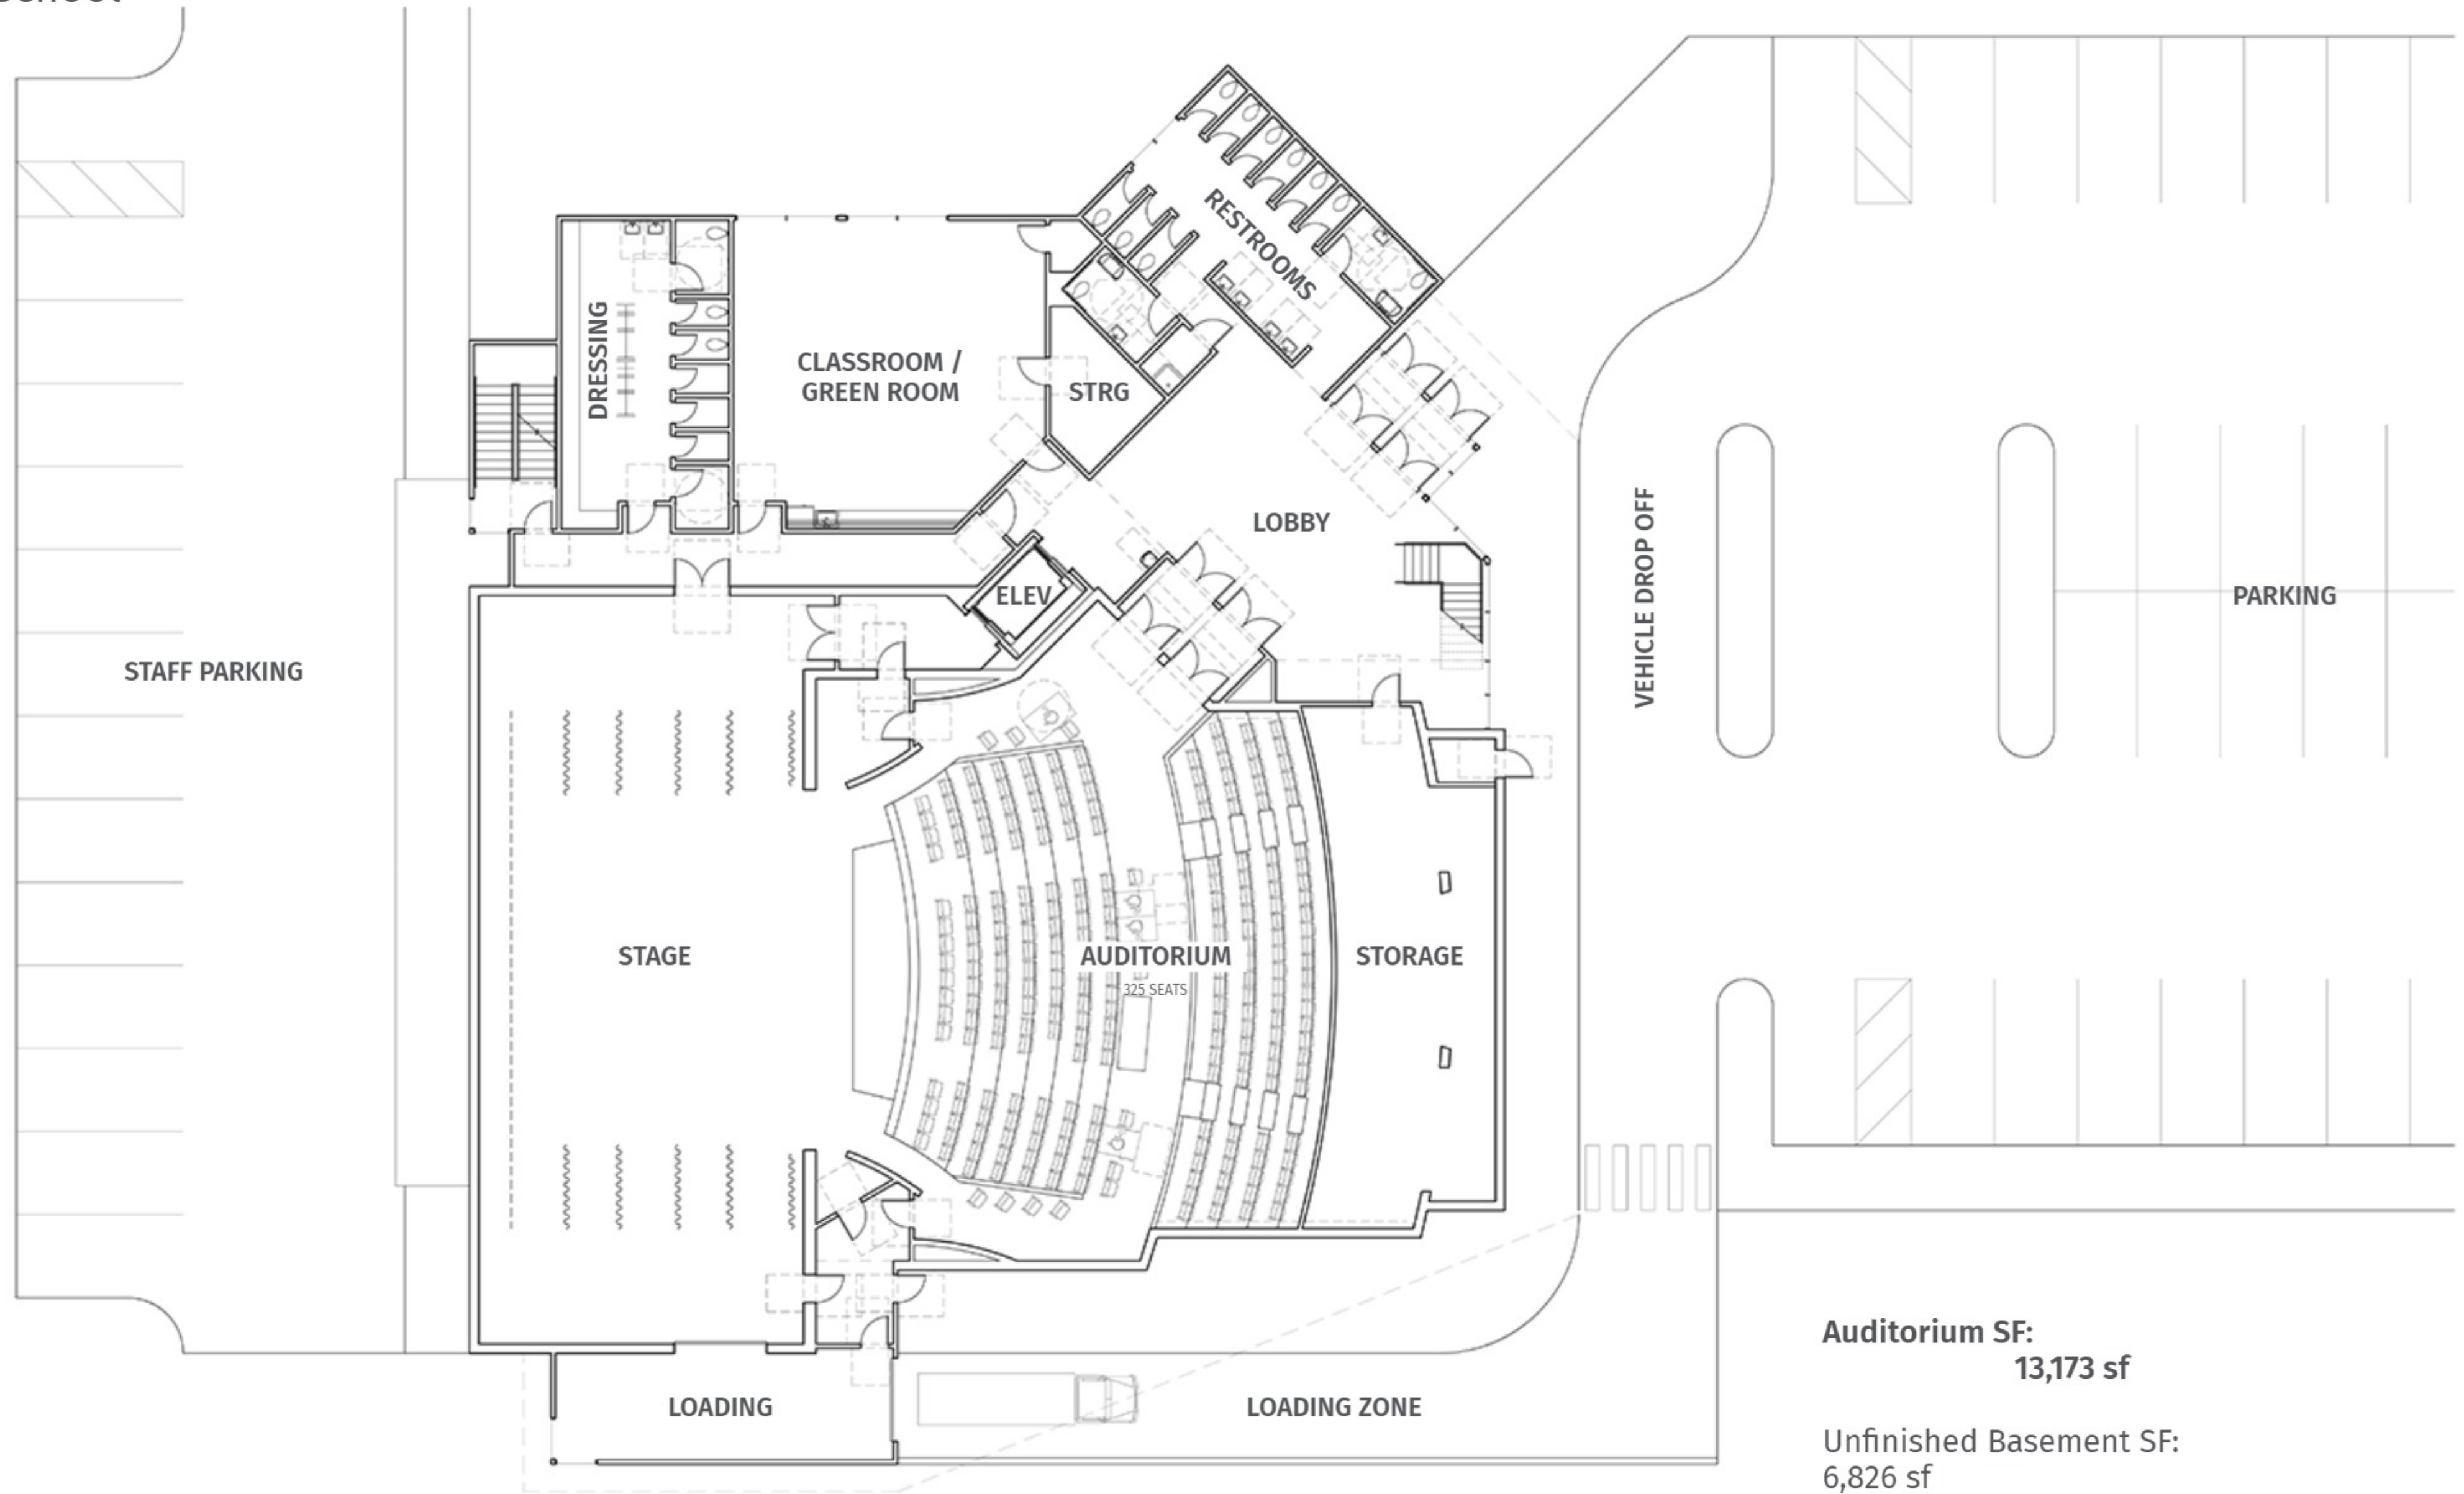 RESTROOMS
DRESSING
CLASSROOM /
GREEN ROOM
STRG
LOBBY
ELEV
VEHICLE DROP OFF
PARKING
STAFF PARKING
STAGE
AUDITORIUM
325 SEATS
STORAGE
LOADING
LOADING ZONE
Auditorium SF:
13,173 sf
Unfinished Basement SF:
6,826 sf